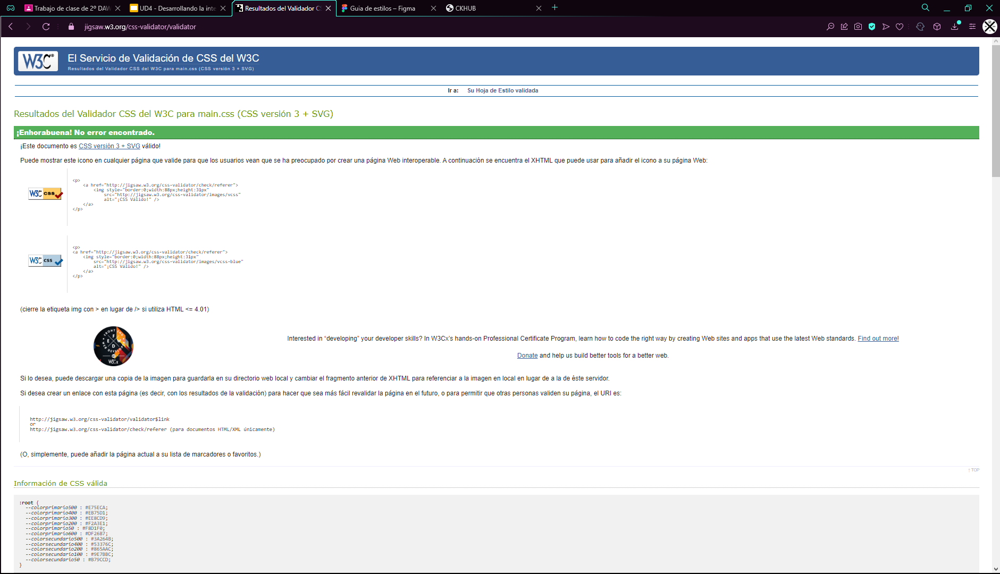 Trabajo de clase de 2º DAW
UD4 - Desarrollando la inte
Resultados del Validador CS
Guia de estilos – Figma
CKHUB
jigsaw.w3.org/css-validator/validator
W3C®
El Servicio de Validación de CSS del W3C
Resultados del Validador CSS del W3C para main.css (CSS versión 3 + SVG)
Ir a: Su Hoja de Estilo validada
Resultados del Validador CSS del W3C para main.css (CSS versión 3 + SVG)
¡Enhorabuena! No error encontrado.
¡Este documento es CSS versión 3 + SVG válido!
Puede mostrar este icono en cualquier página que valide para que los usuarios vean que se ha preocupado por crear una página Web interoperable. A continuación se encuentra el XHTML que puede usar para añadir el icono a su página Web:
W3C css
<p>
<a href="http://jigsaw.w3.org/css-validator/check/referer">
<img style="border:0;width:88px;height:31px"
src="http://jigsaw.w3.org/css-validator/images/vcss"
alt="¡CSS Válido!" />
</a>
</p>
W3C css
<p>
<a href="http://jigsaw.w3.org/css-validator/check/referer">
<img style="border:0;width:88px;height:31px"
src="http://jigsaw.w3.org/css-validator/images/vcss-blue"
alt="¡CSS Válido!" />
</a>
</p>
(cierre la etiqueta img con > en lugar de /> si utiliza HTML <= 4.01)
FRONT-END
F
E W
D
WEB DEVELOPER
W3Cx
Interested in “developing” your developer skills? In W3Cx’s hands-on Professional Certificate Program, learn how to code the right way by creating Web sites and apps that use the latest Web standards. Find out more!
Donate and help us build better tools for a better web.
Si lo desea, puede descargar una copia de la imagen para guardarla en su directorio web local y cambiar el fragmento anterior de XHTML para referenciar a la imagen en local en lugar de a la de éste servidor.
Si desea crear un enlace con esta página (es decir, con los resultados de la validación) para hacer que sea más fácil revalidar la página en el futuro, o para permitir que otras personas validen su página, el URI es:
http://jigsaw.w3.org/css-validator/validator$link
or
http://jigsaw.w3.org/css-validator/check/referer (para documentos HTML/XML únicamente)
(O, simplemente, puede añadir la página actual a su lista de marcadores o favoritos.)
↑ TOP
Información de CSS válida
:root {
--colorprimario500 : #E75ECA;
--colorprimario400 : #EB75D1;
--colorprimario300 : #EE8CD9;
--colorprimario200 : #F2A3E1;
--colorprimario50 : #F8D1F0;
--colorprimario600 : #DF26B7;
--colorsecundario500 : #3A264B;
--colorsecundario400 : #53376C;
--colorsecundario200 : #865AAC;
--colorsecundario100 : #9E7BBC;
--colorsecundario50 : #B79CCD;
}